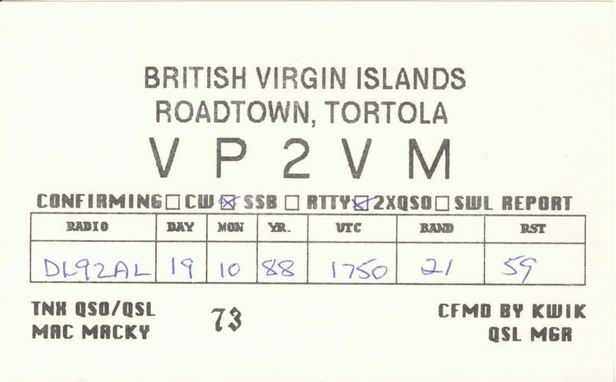 BRITISH VIRGIN ISLANDS
ROADTOWN, TORTOLA
VP2VM
CONFIRMING☐CW☒SSB ☐ RTTY☒2XQSO☐SWL REPORT
RADIO DAY MON YR. UTC BAND RST
DL92AL 19 10 88 1750 21 59
TNX QSO/QSL 73 CFMD BY KWIK
MAC MACKY QSL MGR